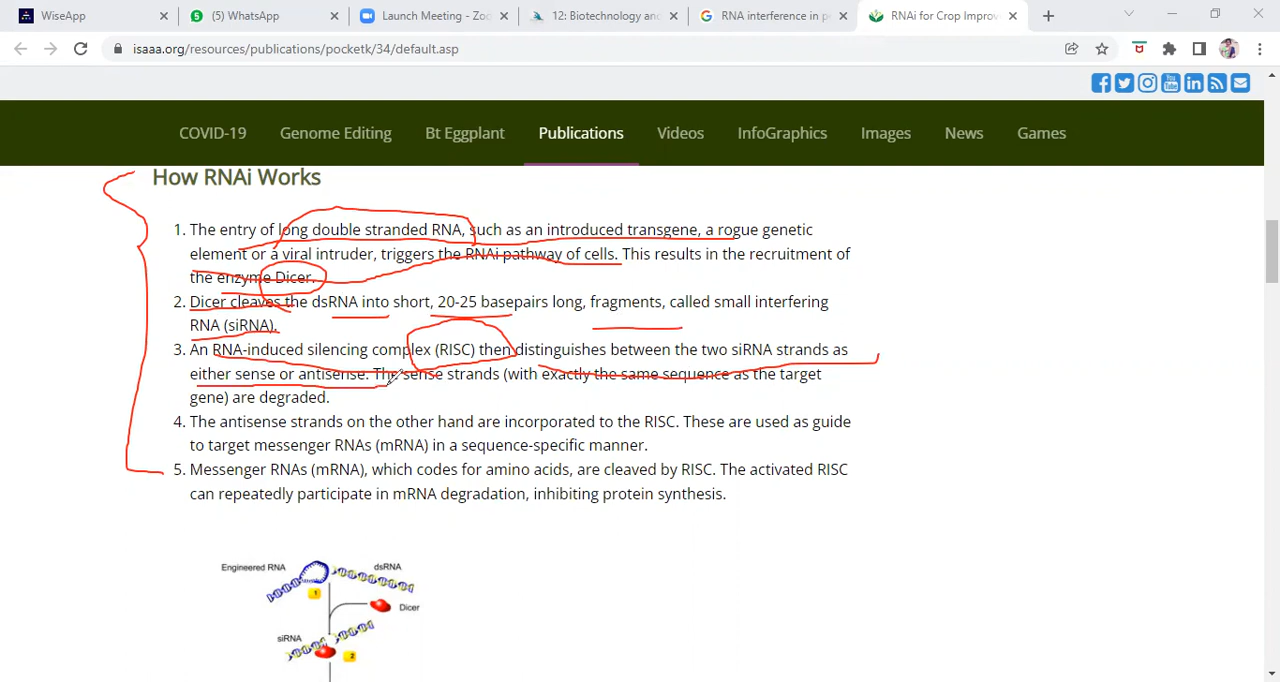 WiseApp
(5) WhatsApp
Launch Meeting - Zoo
12: Biotechnology and
RNA interference in p
RNAi for Crop Improv
isaaa.org/resources/publications/pocketk/34/default.asp
COVID-19
Genome Editing
Bt Eggplant
Publications
Videos
InfoGraphics
Images
News
Games
How RNAi Works
1. The entry of long double stranded RNA, such as an introduced transgene, a rogue genetic
element or a viral intruder, triggers the RNAi pathway of cells. This results in the recruitment of
the enzyme Dicer.
2. Dicer cleaves the dsRNA into short, 20-25 basepairs long, fragments, called small interfering
RNA (siRNA).
3. An RNA-induced silencing complex (RISC) then distinguishes between the two siRNA strands as
either sense or antisense. The sense strands (with exactly the same sequence as the target
gene) are degraded.
4. The antisense strands on the other hand are incorporated to the RISC. These are used as guide
to target messenger RNAs (mRNA) in a sequence-specific manner.
5. Messenger RNAs (mRNA), which codes for amino acids, are cleaved by RISC. The activated RISC
can repeatedly participate in mRNA degradation, inhibiting protein synthesis.
Engineered RNA
dsRNA
1
Dicer
siRNA
2